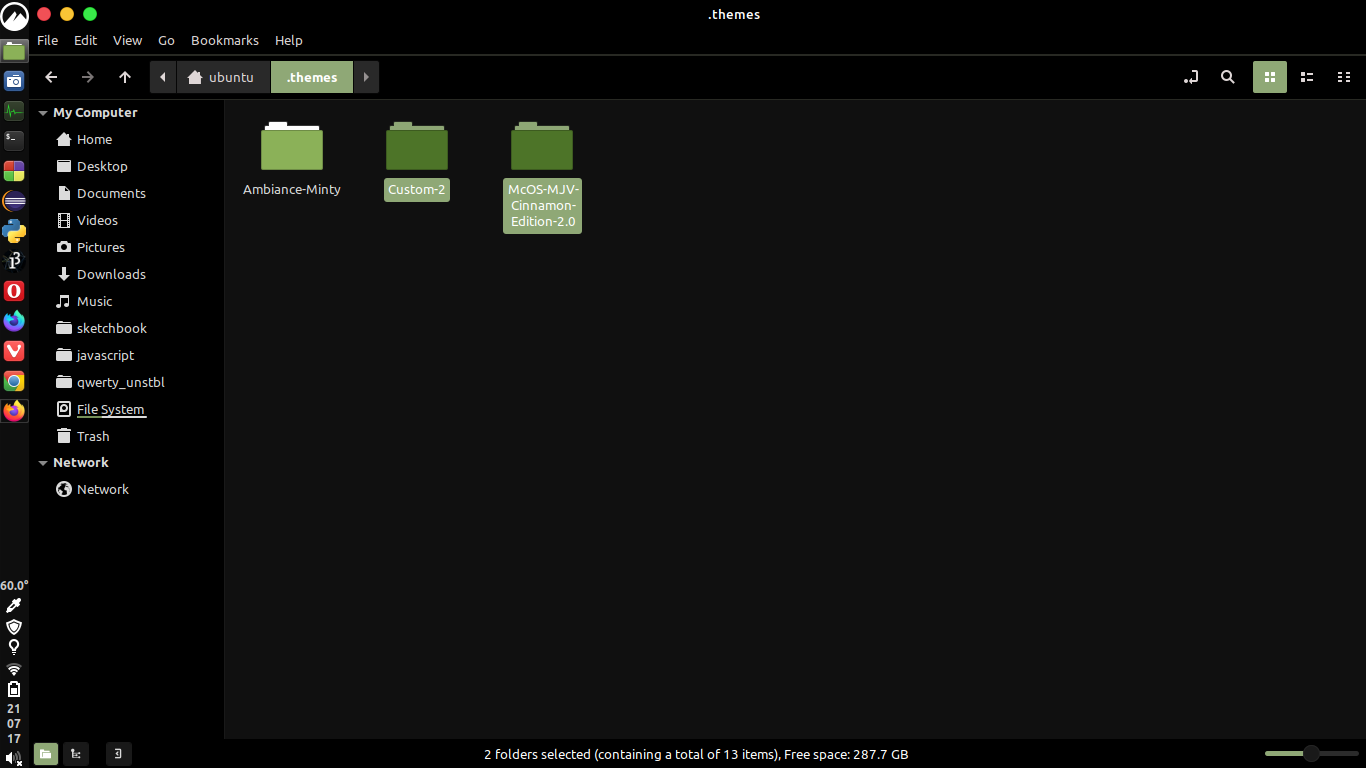 .themes
File Edit View Go Bookmarks Help
ubuntu .themes
My Computer
Home
Desktop
Documents
Videos
Pictures
Downloads
Music
sketchbook
javascript
qwerty_unstbl
File System
Trash
Network
Network
Ambiance-Minty
Custom-2
McOS-MJV-
Cinnamon-
Edition-2.0
60.0°
21
07
17
2 folders selected (containing a total of 13 items), Free space: 287.7 GB